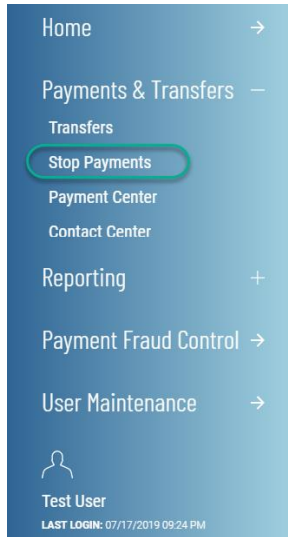 Home
Payments & Transfers
Transfers
Stop Payments
Payment Center
Contact Center
Reporting
Payment Fraud Control
User Maintenance
Test User
LAST LOGIN: 07/17/2019 09:24 PM